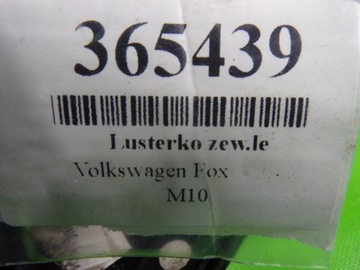 365439
Lusterko zew.le
Volkswagen Fox
M10